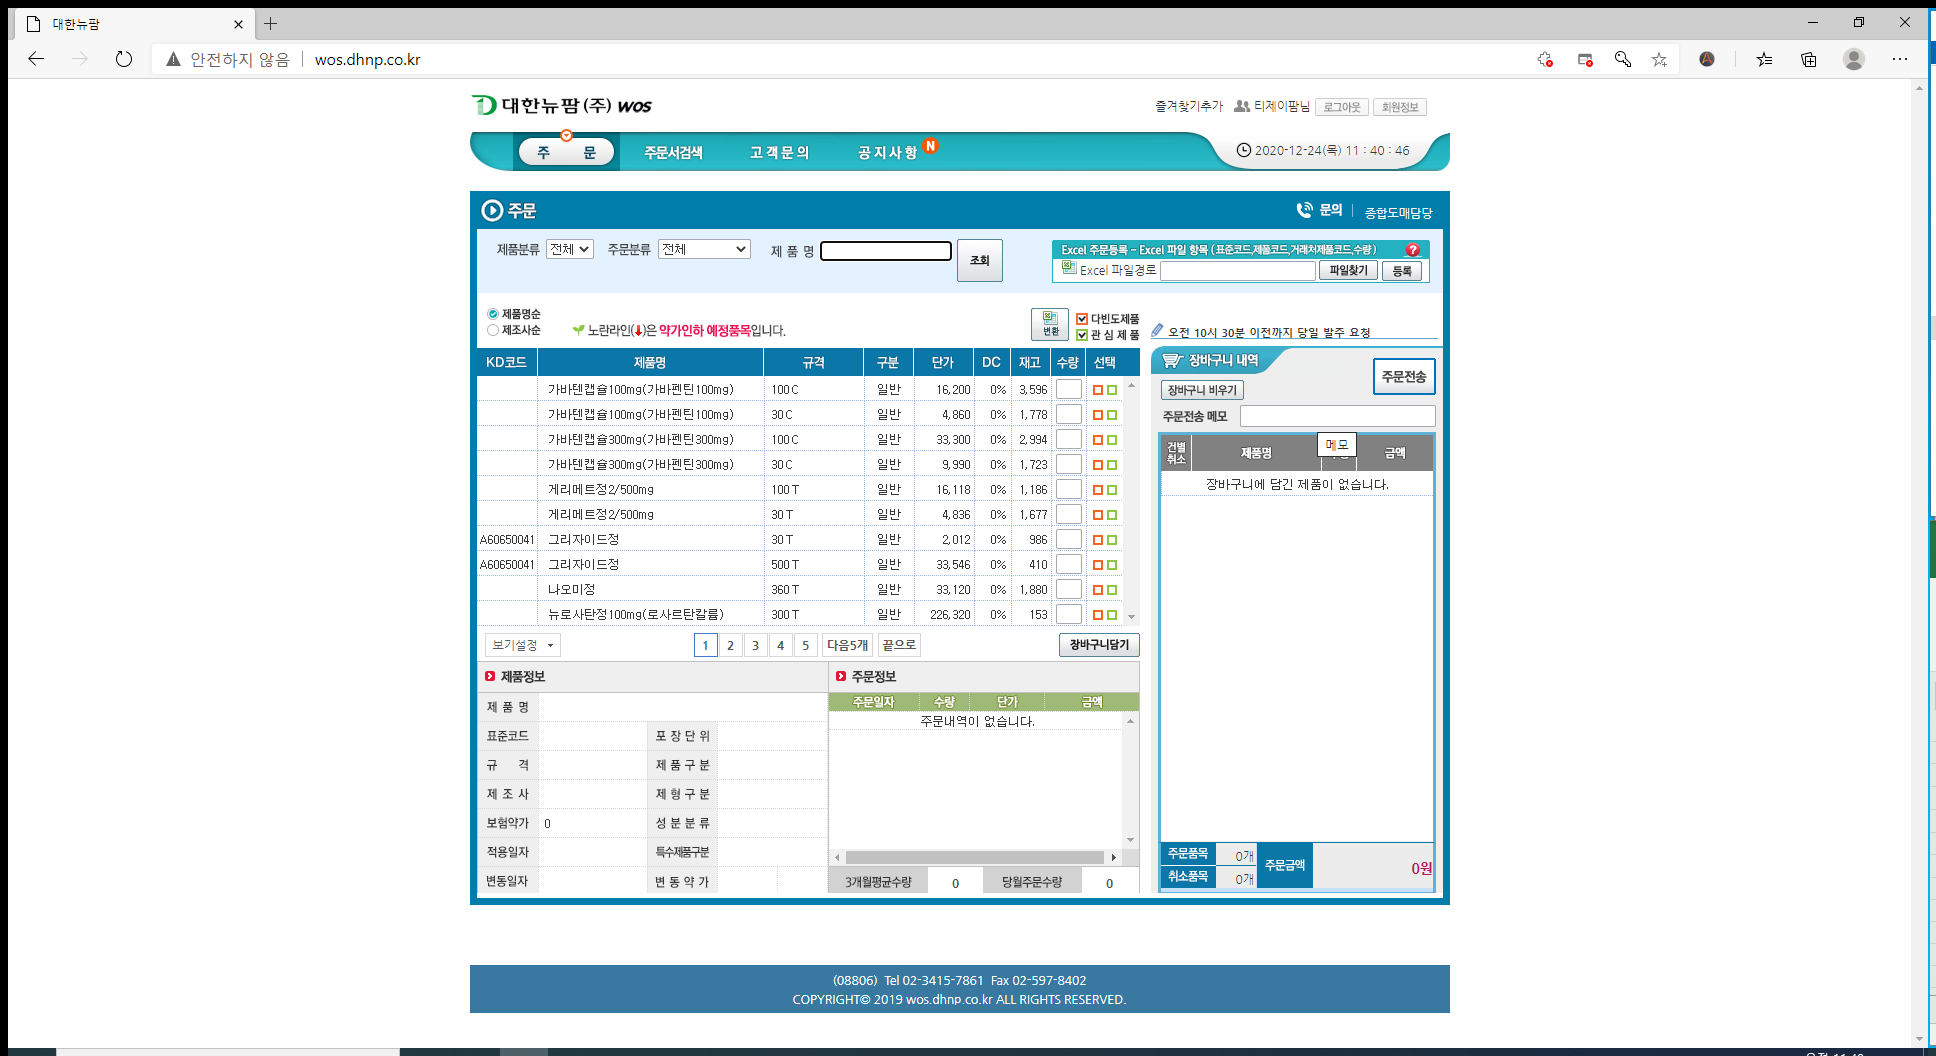 대한뉴팜
안전하지 않음 wos.dhnp.co.kr
대한뉴팜(주) WOS
즐겨찾기추가 티제이팜님 로그아웃 회원정보
주 문 주문서검색 고객문의 공지사항 N 2020-12-24(목) 11 : 40 : 46
주문 문의 종합도매담당
제품분류 전체 주문분류 전체 제 품 명 조회
Excel 주문등록 - Excel 파일 항목 (표준코드,제품코드,거래처제품코드,수량)
Excel 파일경로 파일찾기 등록
제품명순
제조사순
노란라인(↓)은 약가인하 예정품목입니다.
변환 다빈도제품
관 심 제 품
오전 10시 30분 이전까지 당일 발주 요청
KD코드 제품명 규격 구분 단가 DC 재고 수량 선택
가바텐캡슐100mg(가바펜틴100mg) 100 C 일반 16,200 0% 3,596
가바텐캡슐100mg(가바펜틴100mg) 30 C 일반 4,860 0% 1,778
가바텐캡슐300mg(가바펜틴300mg) 100 C 일반 33,300 0% 2,994
가바텐캡슐300mg(가바펜틴300mg) 30 C 일반 9,990 0% 1,723
게리메트정2/500mg 100 T 일반 16,118 0% 1,186
게리메트정2/500mg 30 T 일반 4,836 0% 1,677
A60650041 그리자이드정 30 T 일반 2,012 0% 986
A60650041 그리자이드정 500 T 일반 33,546 0% 410
나오미정 360 T 일반 33,120 0% 1,880
뉴로사탄정100mg(로사르탄칼륨) 300 T 일반 226,320 0% 153
보기설정 1 2 3 4 5 다음5개 끝으로 장바구니담기
장바구니 내역
장바구니 비우기 주문전송
주문전송 메모
건별취소 제품명 메모 금액
장바구니에 담긴 제품이 없습니다.
주문품목 0개
취소품목 0개
주문금액 0원
제품정보
제 품 명
표준코드 포 장 단 위
규 격 제 품 구 분
제 조 사 제 형 구 분
보험약가 0 성 분 분 류
적용일자 특수제품구분
변동일자 변 동 약 가
주문정보
주문일자 수량 단가 금액
주문내역이 없습니다.
3개월평균수량 0 당월주문수량 0
(08806) Tel 02-3415-7861 Fax 02-597-8402
COPYRIGHT© 2019 wos.dhnp.co.kr ALL RIGHTS RESERVED.